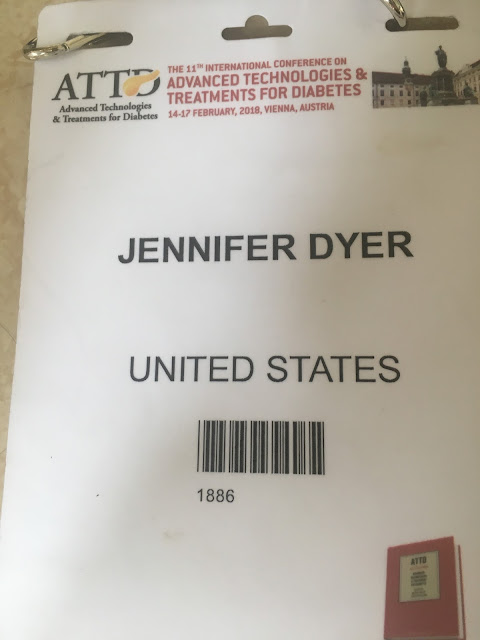 ATTD
Advanced Technologies
& Treatments for Diabetes
THE 11TH INTERNATIONAL CONFERENCE ON
ADVANCED TECHNOLOGIES &
TREATMENTS FOR DIABETES
14-17 FEBRUARY, 2018, VIENNA, AUSTRIA
JENNIFER DYER
UNITED STATES
1886
ATTD